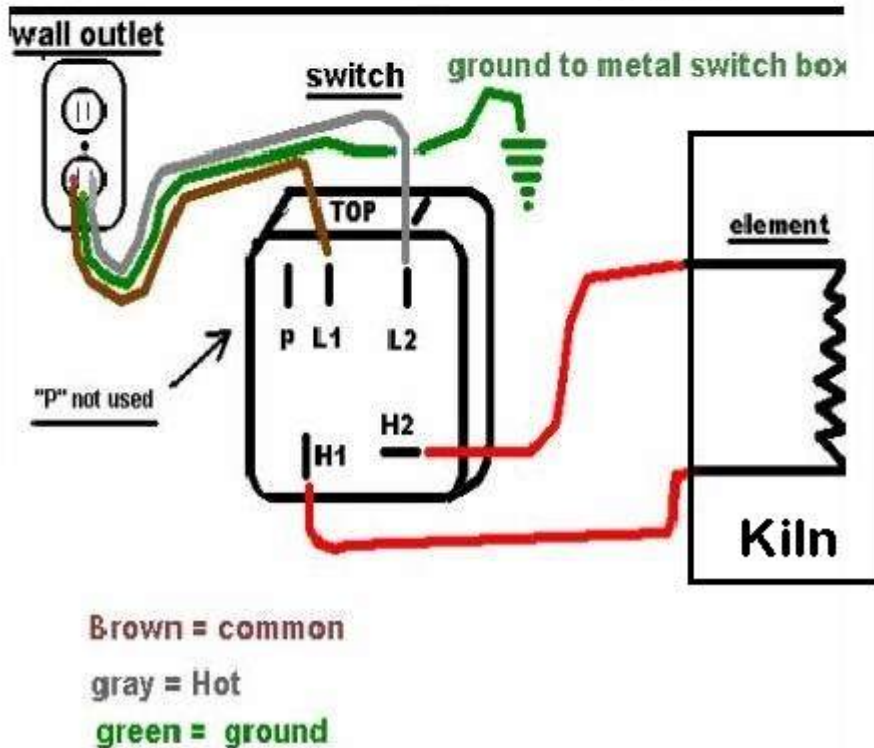 wall outlet
switch
ground to metal switch box
TOP
element
P L1 L2
"P" not used
H2
H1
Kiln
Brown = common
gray = Hot
green = ground